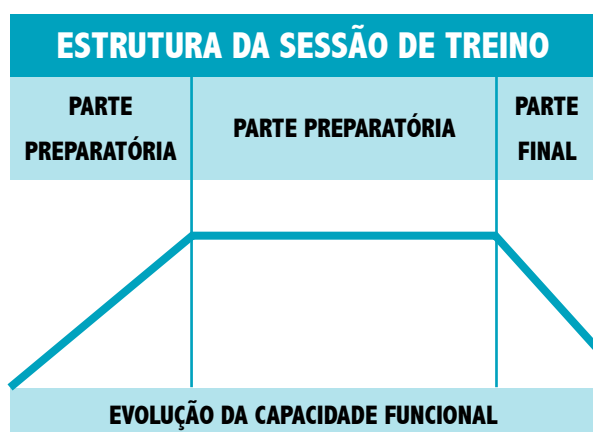 ESTRUTURA DA SESSÃO DE TREINO
PARTE
PREPARATÓRIA
PARTE PREPARATÓRIA
PARTE
FINAL
EVOLUÇÃO DA CAPACIDADE FUNCIONAL